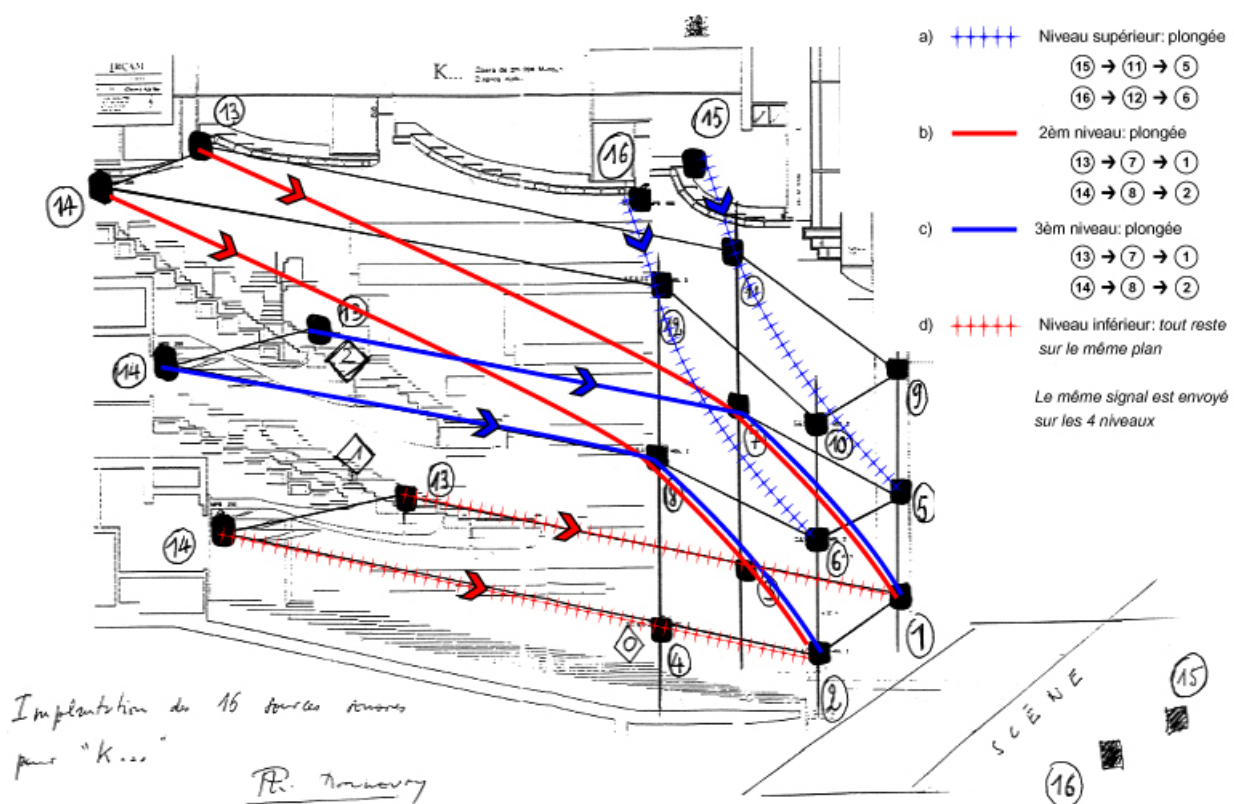 IRCAM
K... Opéra de
13
15
16
14
11
12
13
2
14
9
10
7
8
1
13
5
14
6
3
0
4
1
2
SCÈNE
15
16
Implantation des 16 sources sonores
pour "K..."
a) Niveau supérieur: plongée
15 → 11 → 5
16 → 12 → 6
b) 2èm niveau: plongée
13 → 7 → 1
14 → 8 → 2
c) 3èm niveau: plongée
13 → 7 → 1
14 → 8 → 2
d) Niveau inférieur: tout reste
sur le même plan
Le même signal est envoyé
sur les 4 niveaux